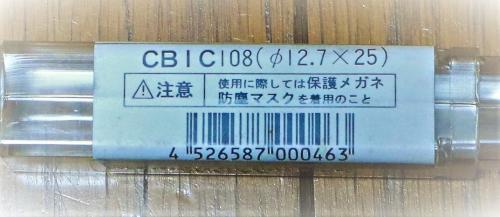 CBIC108(φ12.7×25)
⚠注意 使用に際しては保護メガネ
防塵マスクを着用のこと
4 526587 000463